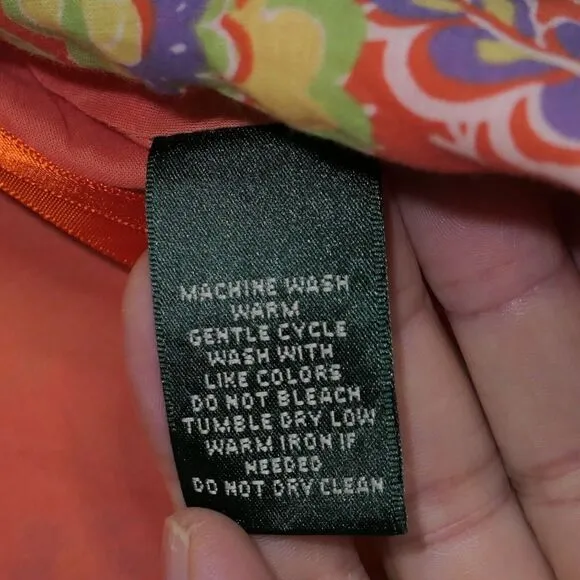 MACHINE WASH
WARM
GENTLE CYCLE
WASH WITH
LIKE COLORS
DO NOT BLEACH
TUMBLE DRY LOW
WARM IRON IF
NEEDED
DO NOT DRY CLEAN